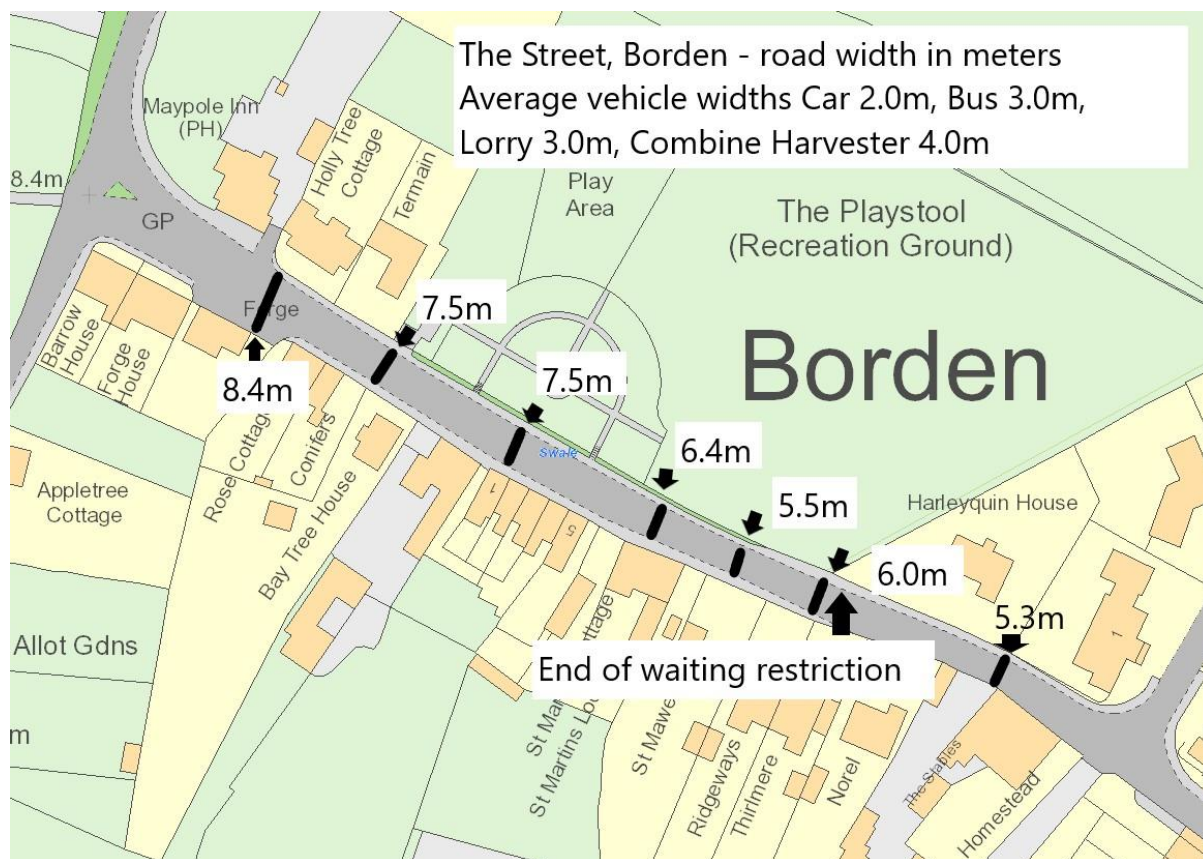 The Street, Borden - road width in meters
Average vehicle widths Car 2.0m, Bus 3.0m,
Lorry 3.0m, Combine Harvester 4.0m
Maypole Inn
(PH)
Holly Tree
Cottage
Termain
Play
Area
The Playstool
(Recreation Ground)
8.4m
GP
Forge
7.5m
Borden
Barrow
House
Forge
House
8.4m
7.5m
Swale
6.4m
Rose Cottage
Conifers
Bay Tree House
1
5
Appletree
Cottage
5.5m
Harleyquin House
6.0m
5.3m
1
Allot Gdns
End of waiting restriction
m
St Martins
St Mawe
Ridgeways
Thirlmere
Norel
The Stables
Homestead